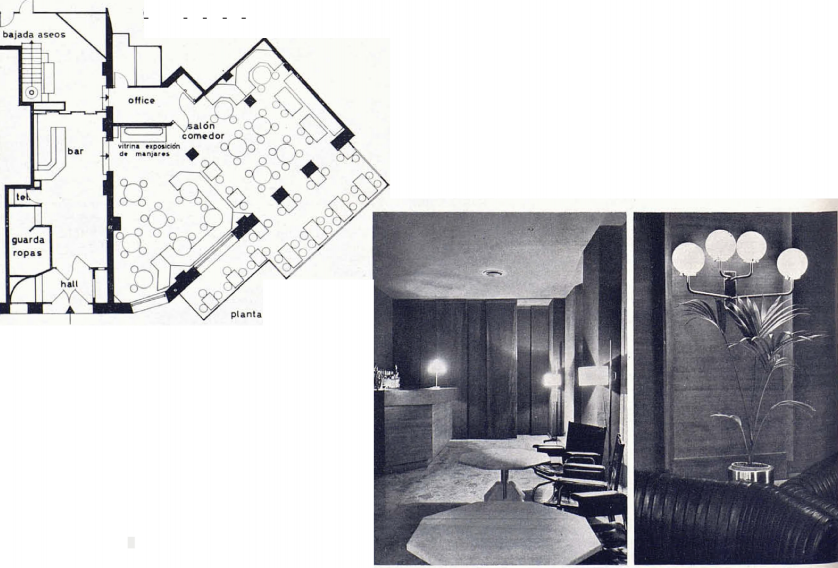 bajada aseos
office
salón
comedor
bar
vitrina exposición
de manjares
tel.
guarda
ropas
hall
planta